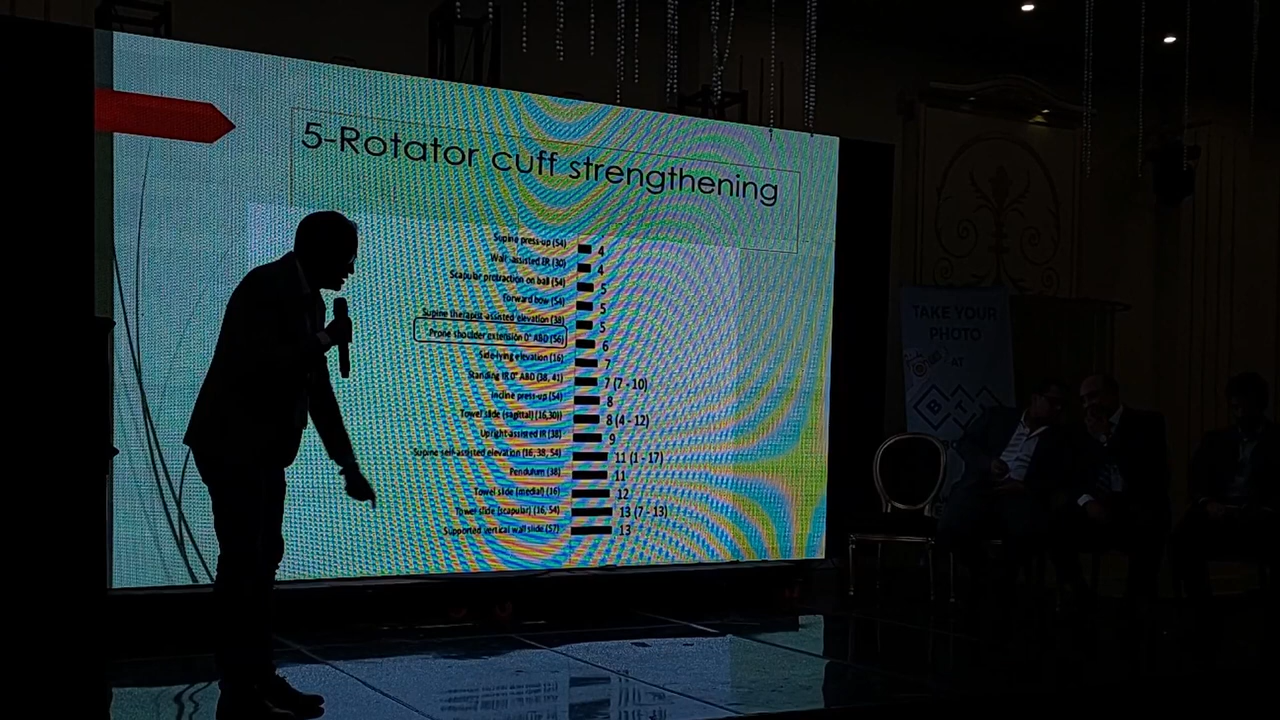 5-Rotator cuff strengthening
Supine press-up (54) 4
Wall-assisted ER (30) 4
Scapular protraction on ball (54) 5
Forward bow (54) 5
Supine therapist-assisted elevation (38) 5
Prone shoulder extension 0° ABD (56) 6
Side-lying elevation (16) 7
Standing IR 0° ABD (38, 41) 7 (7 - 10)
Incline press-up (54) 8
Towel slide (sagittal) (16,30)) 8 (4 - 12)
Upright-assisted IR (38) 9
Supine self-assisted elevation (16, 38, 54) 11 (1 - 17)
Pendulum (38) 11
Towel slide (medial) (16) 12
Towel slide (scapular) (16, 54) 13 (7 - 13)
Supported vertical wall slide (57) 13
TAKE YOUR
PHOTO
AT
B T